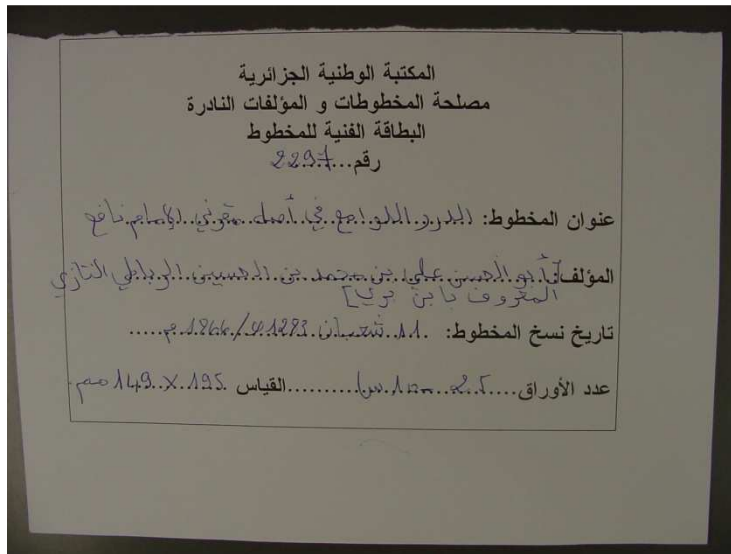 المكتبة الوطنية الجزائرية
مصلحة المخطوطات و المؤلفات النادرة
البطاقة الفنية للمخطوط
رقم...2297
عنوان المخطوط: الدرر اللوامع في أصل مقرئ الإمام نافع
المؤلف: [أبو الحسن علي بن محمد بن الحسين الرباطي التازي
المعروف بابن بري]
تاريخ نسخ المخطوط: 11 شعبان 1283 ه/1866 م.....
عدد الأوراق.... القياس 195 X 149 مم.